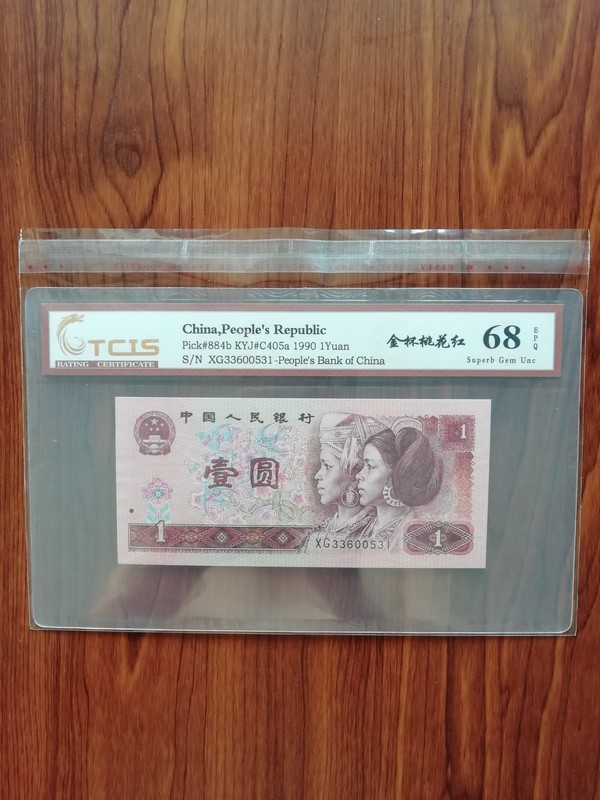 TCIS
RATING CERTIFICATE
China,People's Republic
Pick#884b KYJ#C405a 1990 1Yuan
S/N XG33600531-People's Bank of China
金杯桃花红
68
EPQ
Superb Gem Unc
中国人民银行
壹圆
1
1
XG33600531
1